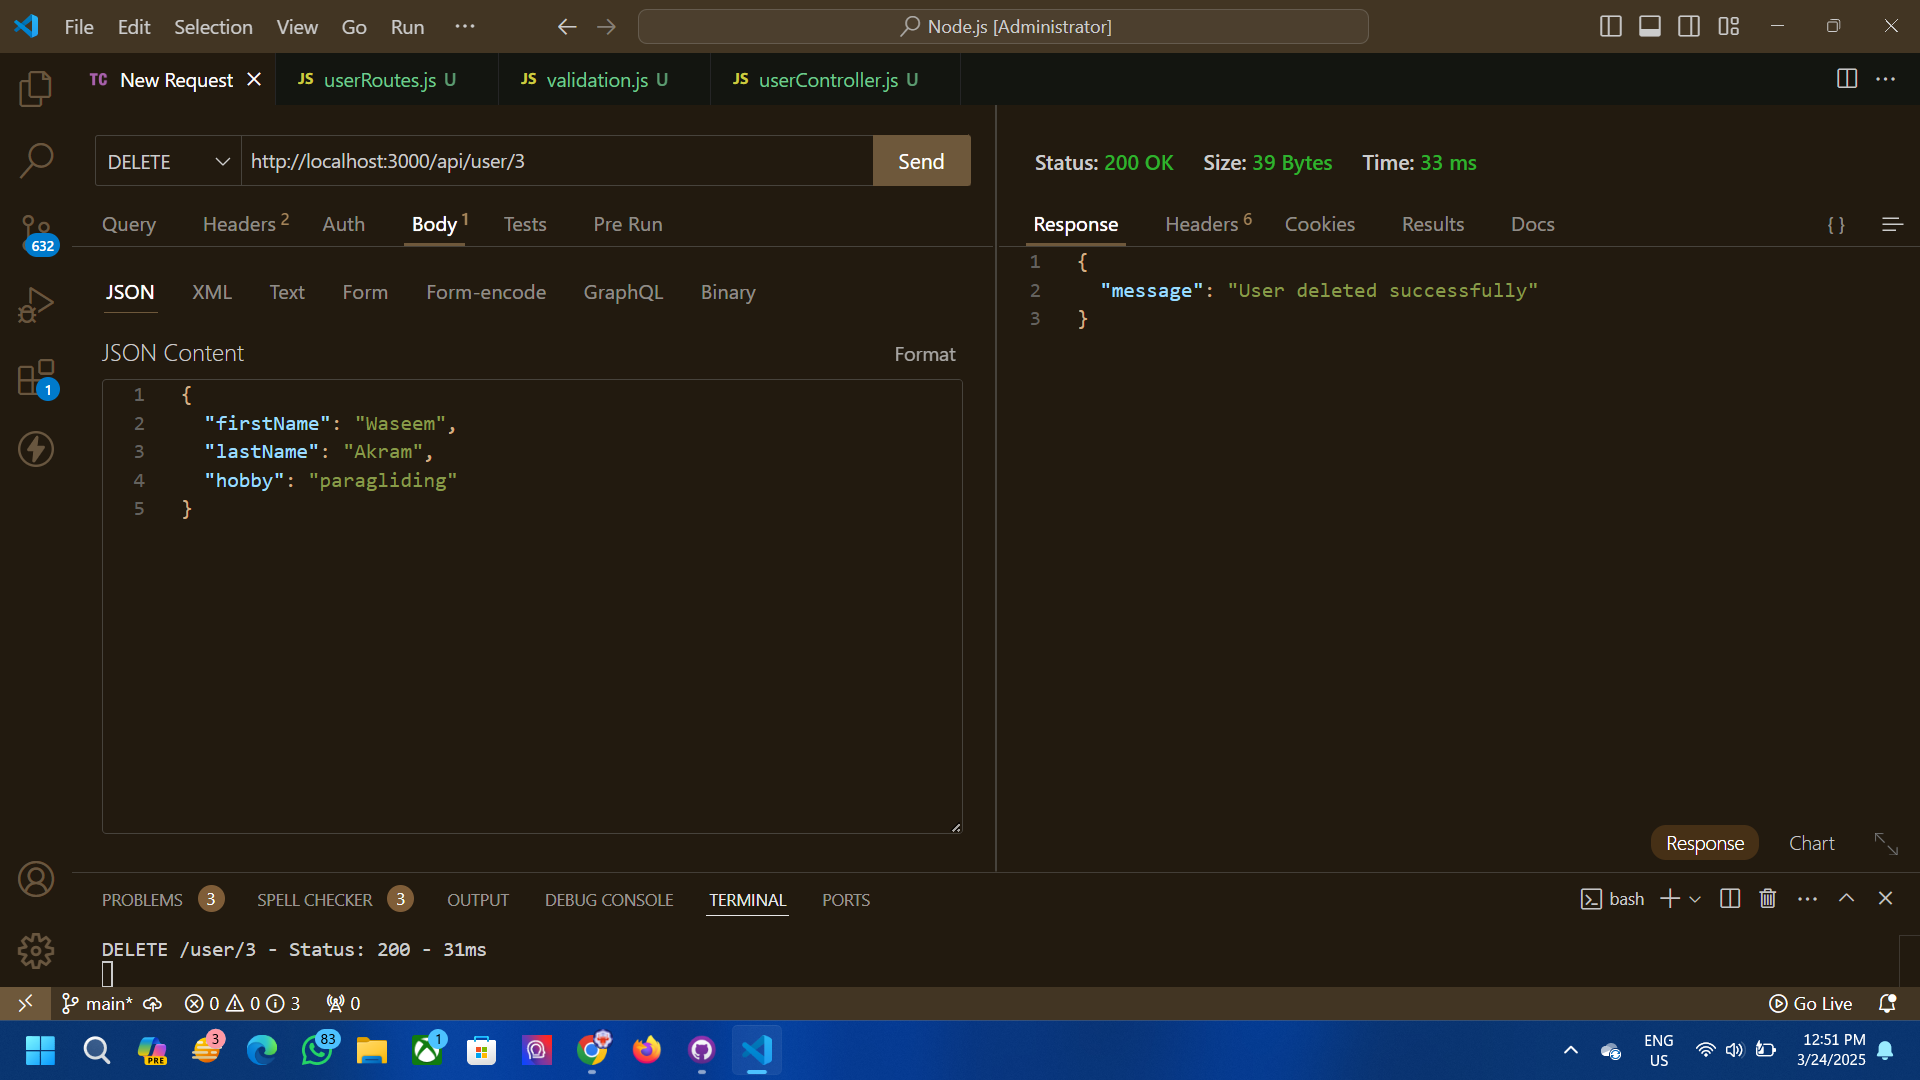 File Edit Selection View Go Run ··· Node.js [Administrator]
TC New Request JS userRoutes.js U JS validation.js U JS userController.js U
DELETE http://localhost:3000/api/user/3 Send
Status: 200 OK Size: 39 Bytes Time: 33 ms
Query Headers 2 Auth Body 1 Tests Pre Run
Response Headers 6 Cookies Results Docs { }
632
1
JSON XML Text Form Form-encode GraphQL Binary
JSON Content Format
1 {
2 "firstName": "Waseem",
3 "lastName": "Akram",
4 "hobby": "paragliding"
5 }
1 {
2 "message": "User deleted successfully"
3 }
Response Chart
PROBLEMS 3 SPELL CHECKER 3 OUTPUT DEBUG CONSOLE TERMINAL PORTS bash
DELETE /user/3 - Status: 200 - 31ms
main* 0 0 3 0 Go Live
PRE 3 83 1
ENG
US
12:51 PM
3/24/2025